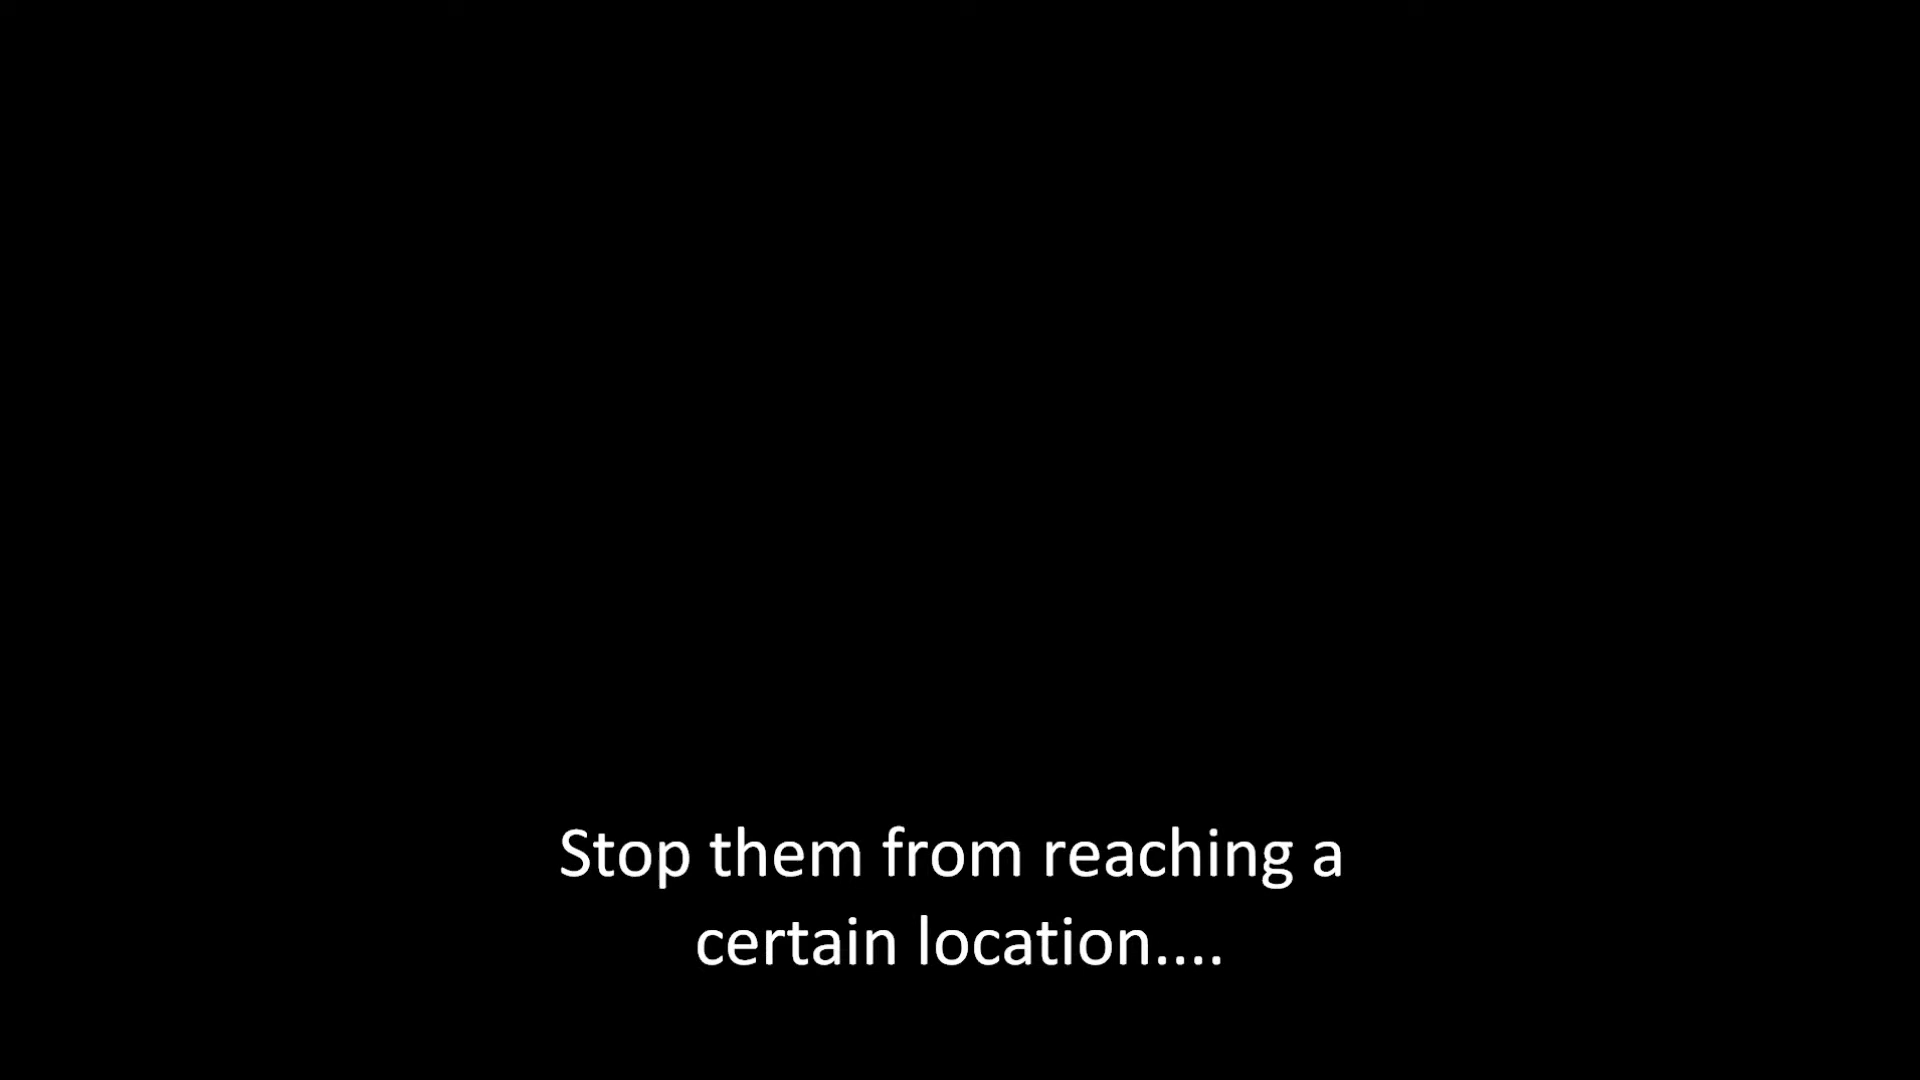 Stop them from reaching a
certain location....